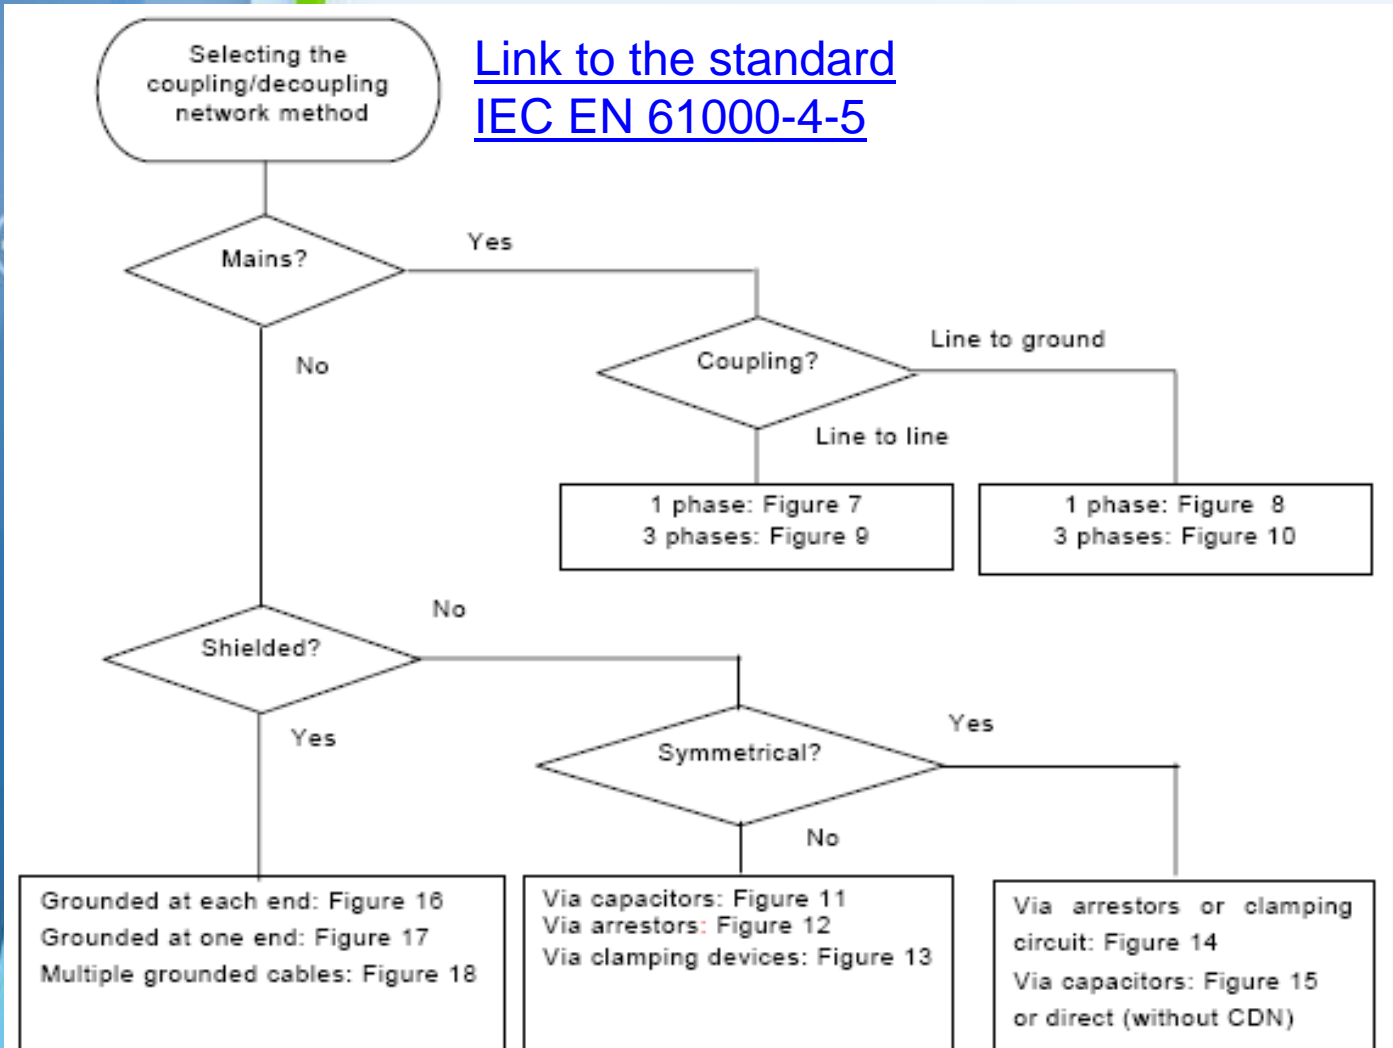 Selecting the
coupling/decoupling
network method
Link to the standard
IEC EN 61000-4-5
Mains?
Yes
No
Coupling?
Line to ground
Line to line
1 phase: Figure 7
3 phases: Figure 9
1 phase: Figure 8
3 phases: Figure 10
Shielded?
No
Yes
Symmetrical?
Yes
No
Grounded at each end: Figure 16
Grounded at one end: Figure 17
Multiple grounded cables: Figure 18
Via capacitors: Figure 11
Via arrestors: Figure 12
Via clamping devices: Figure 13
Via arrestors or clamping
circuit: Figure 14
Via capacitors: Figure 15
or direct (without CDN)